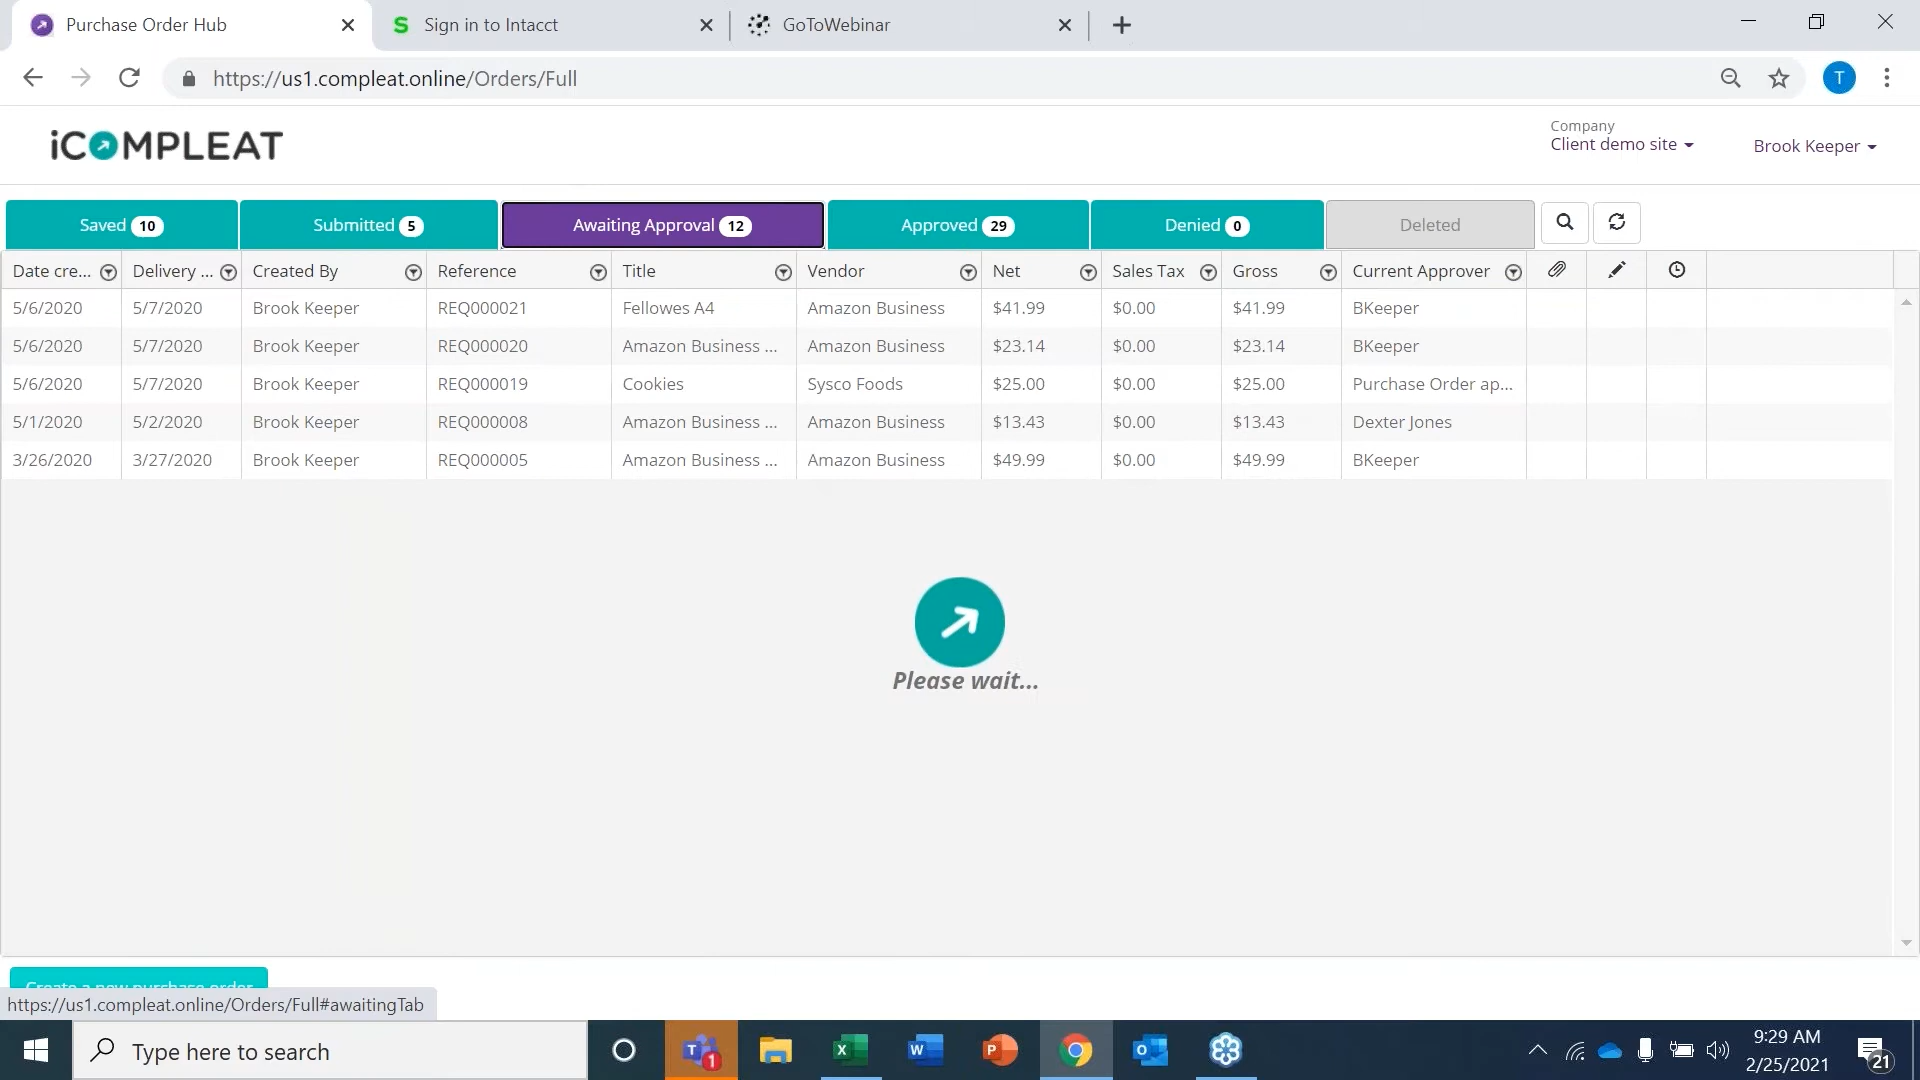 Purchase Order Hub
Sign in to Intacct
GoToWebinar
https://us1.compleat.online/Orders/Full
T
iCOMPLEAT
Company
Client demo site
Brook Keeper
Saved 10
Submitted 5
Awaiting Approval 12
Approved 29
Denied 0
Deleted
Date cre... Delivery ... Created By Reference Title Vendor Net Sales Tax Gross Current Approver
5/6/2020 5/7/2020 Brook Keeper REQ000021 Fellowes A4 Amazon Business $41.99 $0.00 $41.99 BKeeper
5/6/2020 5/7/2020 Brook Keeper REQ000020 Amazon Business ... Amazon Business $23.14 $0.00 $23.14 BKeeper
5/6/2020 5/7/2020 Brook Keeper REQ000019 Cookies Sysco Foods $25.00 $0.00 $25.00 Purchase Order ap...
5/1/2020 5/2/2020 Brook Keeper REQ000008 Amazon Business ... Amazon Business $13.43 $0.00 $13.43 Dexter Jones
3/26/2020 3/27/2020 Brook Keeper REQ000005 Amazon Business ... Amazon Business $49.99 $0.00 $49.99 BKeeper
Please wait...
Create a new purchase order
https://us1.compleat.online/Orders/Full#awaitingTab
Type here to search
9:29 AM
2/25/2021
21